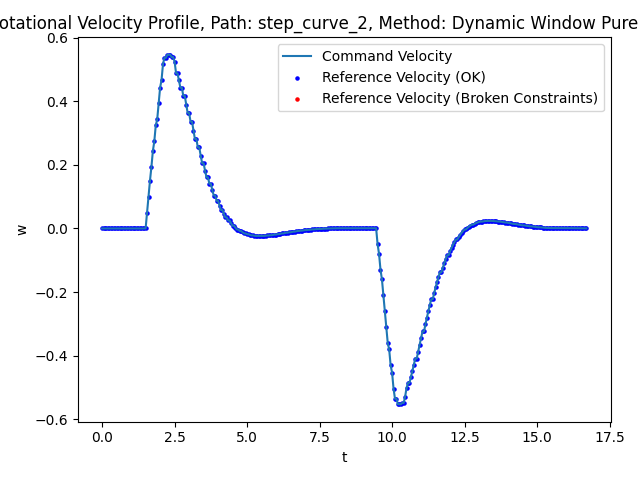 otational Velocity Profile, Path: step_curve_2, Method: Dynamic Window Pure
Command Velocity
Reference Velocity (OK)
Reference Velocity (Broken Constraints)
0.6
0.4
0.2
0.0
−0.2
−0.4
−0.6
w
0.0 2.5 5.0 7.5 10.0 12.5 15.0 17.5
t